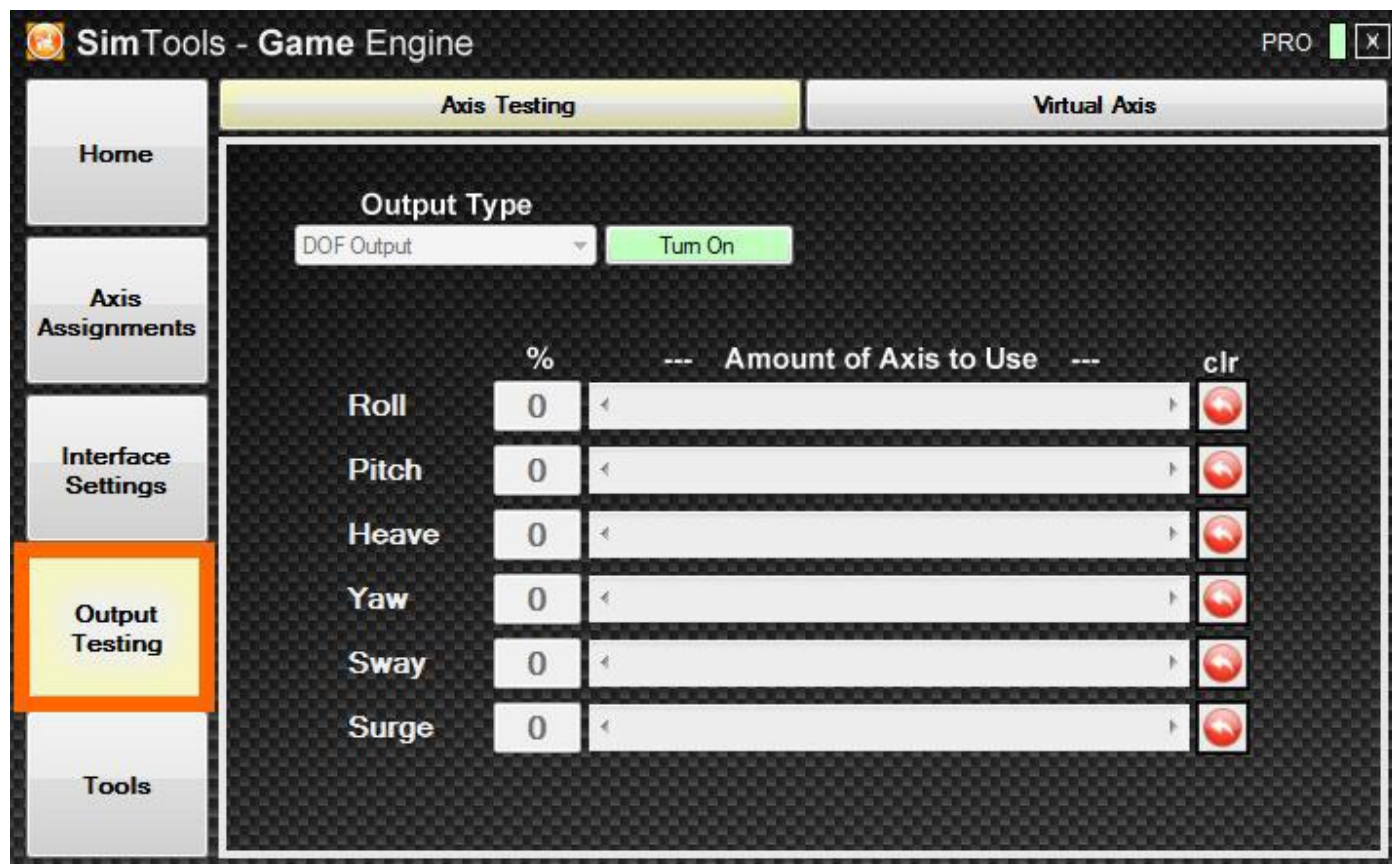 SimTools - Game Engine
PRO
X
Home
Axis
Assignments
Interface
Settings
Output
Testing
Tools
Axis Testing
Virtual Axis
Output Type
DOF Output
Turn On
% --- Amount of Axis to Use --- clr
Roll 0
Pitch 0
Heave 0
Yaw 0
Sway 0
Surge 0